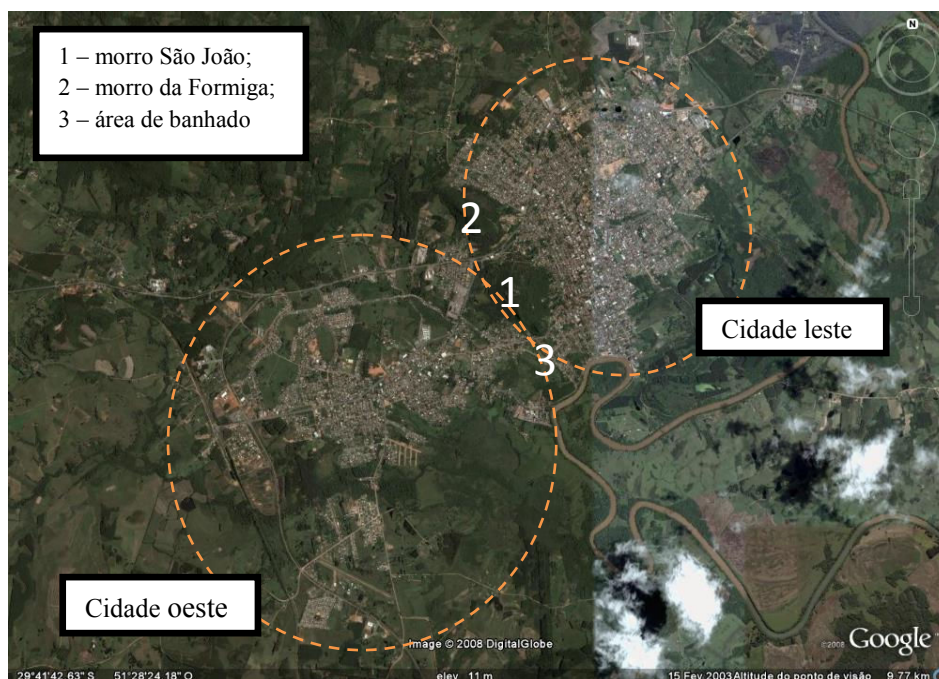 1 – morro São João;
2 – morro da Formiga;
3 – área de banhado
N
2
1
3
Cidade leste
Cidade oeste
Image © 2008 DigitalGlobe
©2008 Google
29°41'42.63" S 51°28'24.18" O elev 11 m 15 Fev 2003 Altitude do ponto de visão 9.77 km